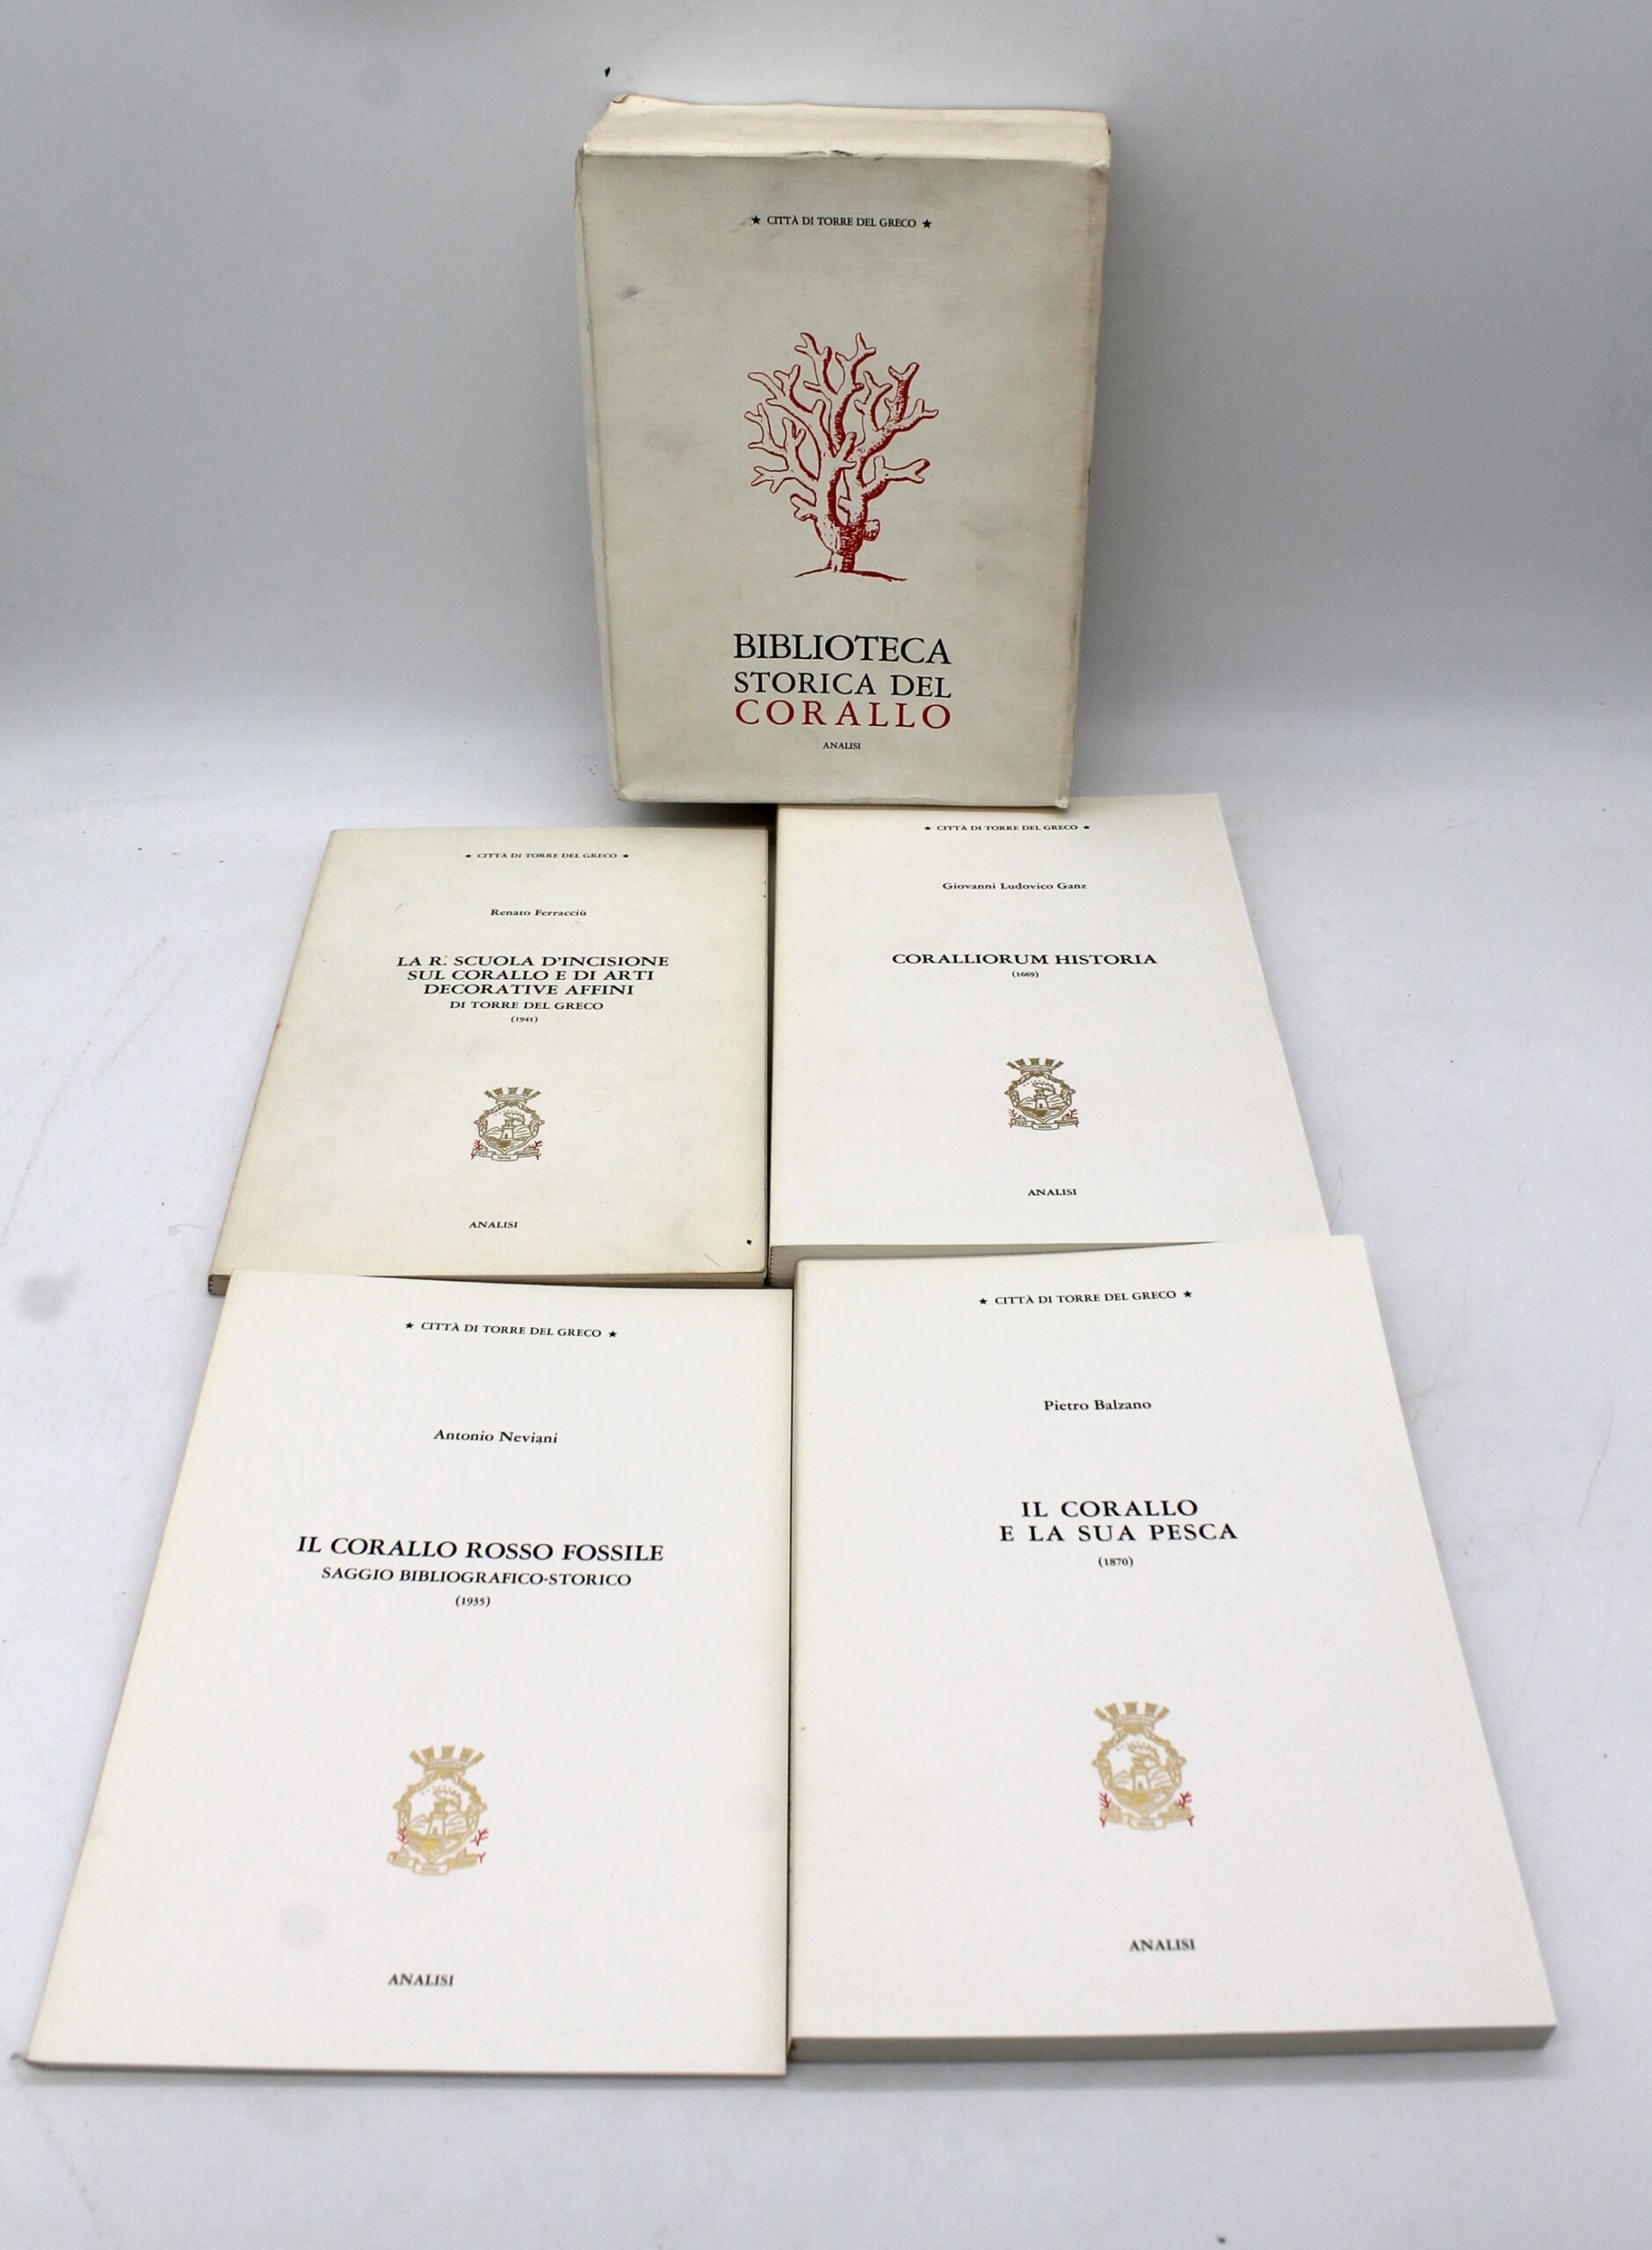 ★ CITTÀ DI TORRE DEL GRECO ★
BIBLIOTECA
STORICA DEL
CORALLO
ANALISI
★ CITTÀ DI TORRE DEL GRECO ★
Renato Ferracciù
LA R. SCUOLA D'INCISIONE
SUL CORALLO E DI ARTI
DECORATIVE AFFINI
DI TORRE DEL GRECO
(1941)
ANALISI
★ CITTÀ DI TORRE DEL GRECO ★
Giovanni Ludovico Ganz
CORALLIORUM HISTORIA
(1669)
ANALISI
★ CITTÀ DI TORRE DEL GRECO ★
Antonio Neviani
IL CORALLO ROSSO FOSSILE
SAGGIO BIBLIOGRAFICO-STORICO
(1935)
ANALISI
★ CITTÀ DI TORRE DEL GRECO ★
Pietro Balzano
IL CORALLO
E LA SUA PESCA
(1870)
ANALISI